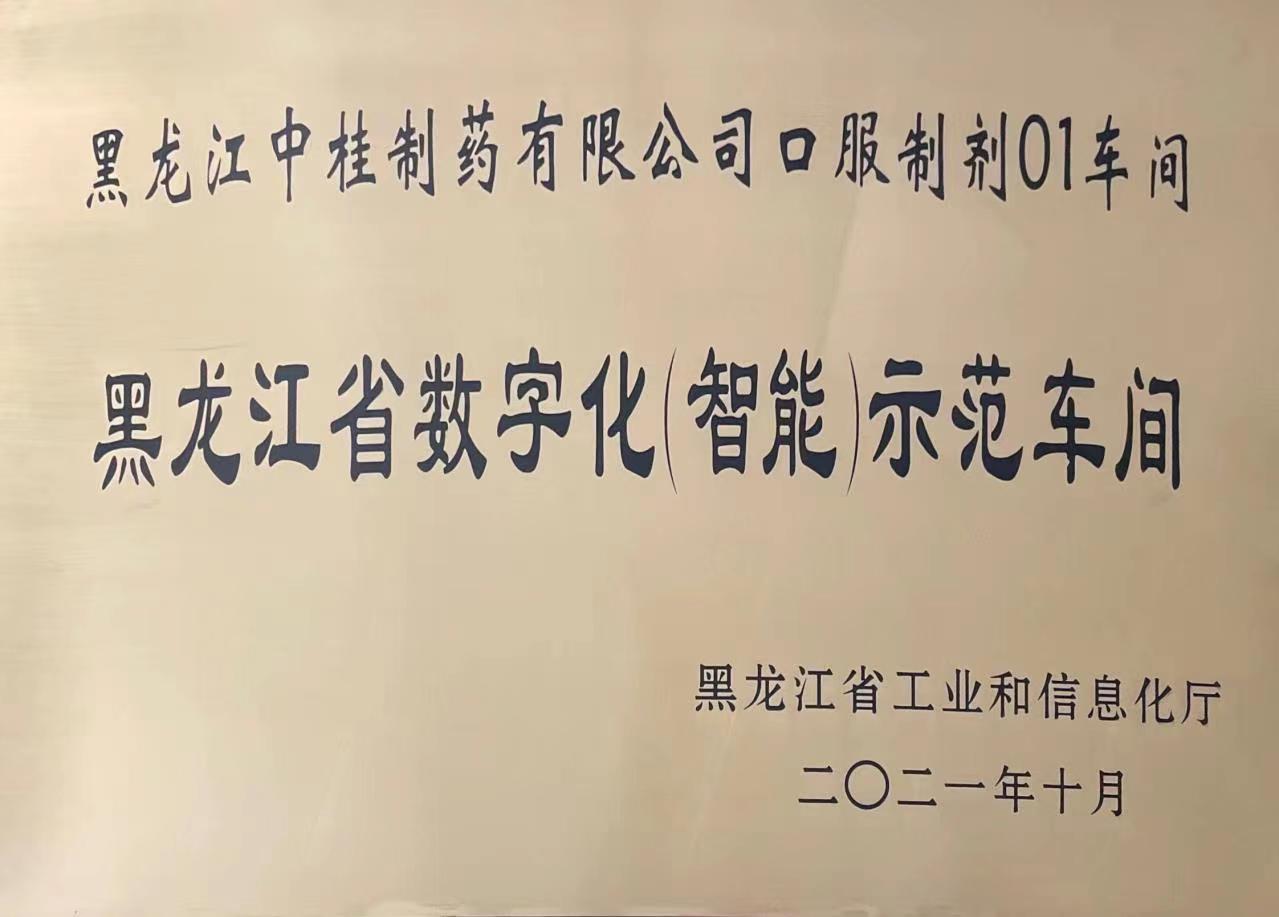 黑龙江中桂制药有限公司口服制剂01车间
黑龙江省数字化(智能)示范车间
黑龙江省工业和信息化厅
二〇二一年十月